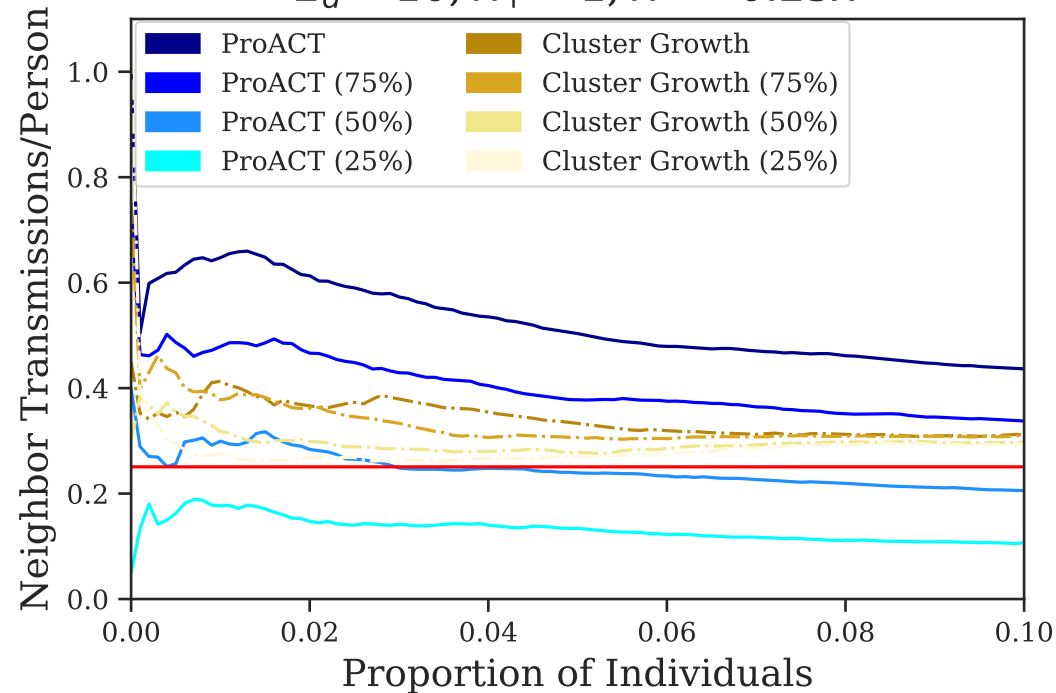 Neighbor Transmissions/Person
1.0
0.8
0.6
0.4
0.2
0.0
ProACT
ProACT (75%)
ProACT (50%)
ProACT (25%)
Cluster Growth
Cluster Growth (75%)
Cluster Growth (50%)
Cluster Growth (25%)
0.00 0.02 0.04 0.06 0.08 0.10
Proportion of Individuals